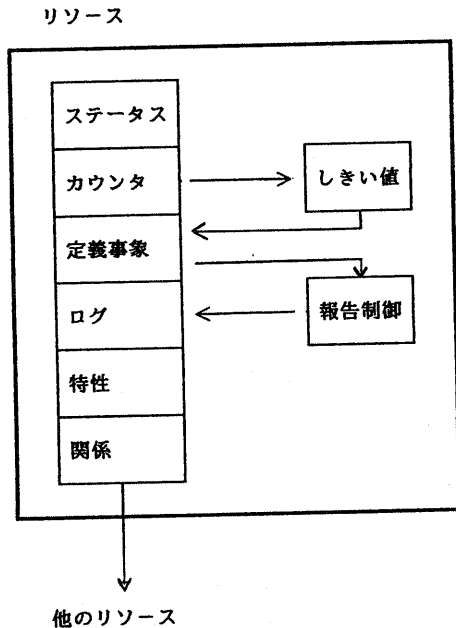 リソース
ステータス
カウンタ
しきい値
定義事象
ログ
報告制御
特性
関係
他のリソース